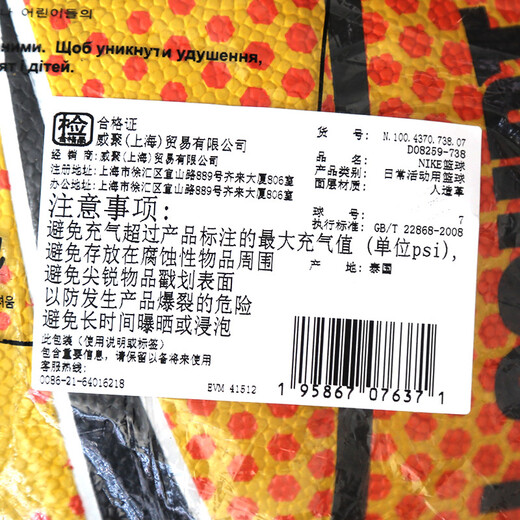 어린이들의
ними. Щоб уникнути удушення,
ят і дітей.
检
合格证
威聚(上海)贸易有限公司
经 销 商: 威聚(上海)贸易有限公司
注册地址: 上海市徐汇区宜山路889号齐来大厦806室
办公地址: 上海市徐汇区宜山路889号齐来大厦806室
货 号: N.100.4370.738.07
DO8259-738
品 名: NIKE篮球
产品类别: 日常活动用篮球
面层材质: 人造革
球 号: 7
执行标准: GB/T 22868-2008
产 地: 泰国
注意事项:
避免充气超过产品标注的最大充气值 (单位psi),
避免存放在腐蚀性物品周围
避免尖锐物品戳划表面
以防发生产品爆裂的危险
避免长时间曝晒或浸泡
此包装 (使用说明或标签)
包含重要信息, 请保留以备将来使用.
客服热线:
0086-21-64016218
BVM 41512
1 95867 07637 1